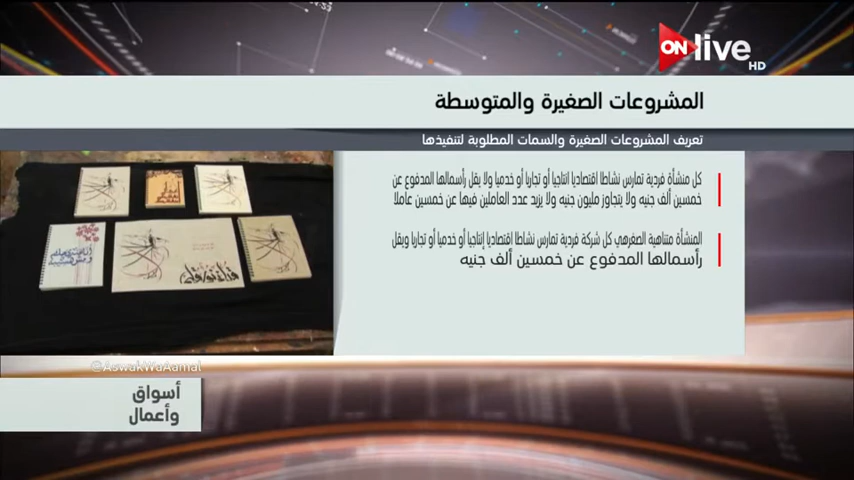 ON live
HD
المشروعات الصغيرة والمتوسطة
تعريف المشروعات الصغيرة والسمات المطلوبة لتنفيذها
كل منشأة فردية تمارس نشاطا اقتصاديا انتاجيا أو تجاريا أو خدميا ولا يقل رأسمالها المدفوع عن
خمسين ألف جنيه ولا يتجاوز مليون جنيه ولا يزيد عدد العاملين فيها عن خمسين عاملا
المنشأة متناهية الصغرهي كل شركة فردية تمارس نشاطا اقتصاديا إنتاجيا أو خدميا أو تجاريا ويقل
رأسمالها المدفوع عن خمسين ألف جنيه
@AswakWaAamal
أسواق
وأعمال